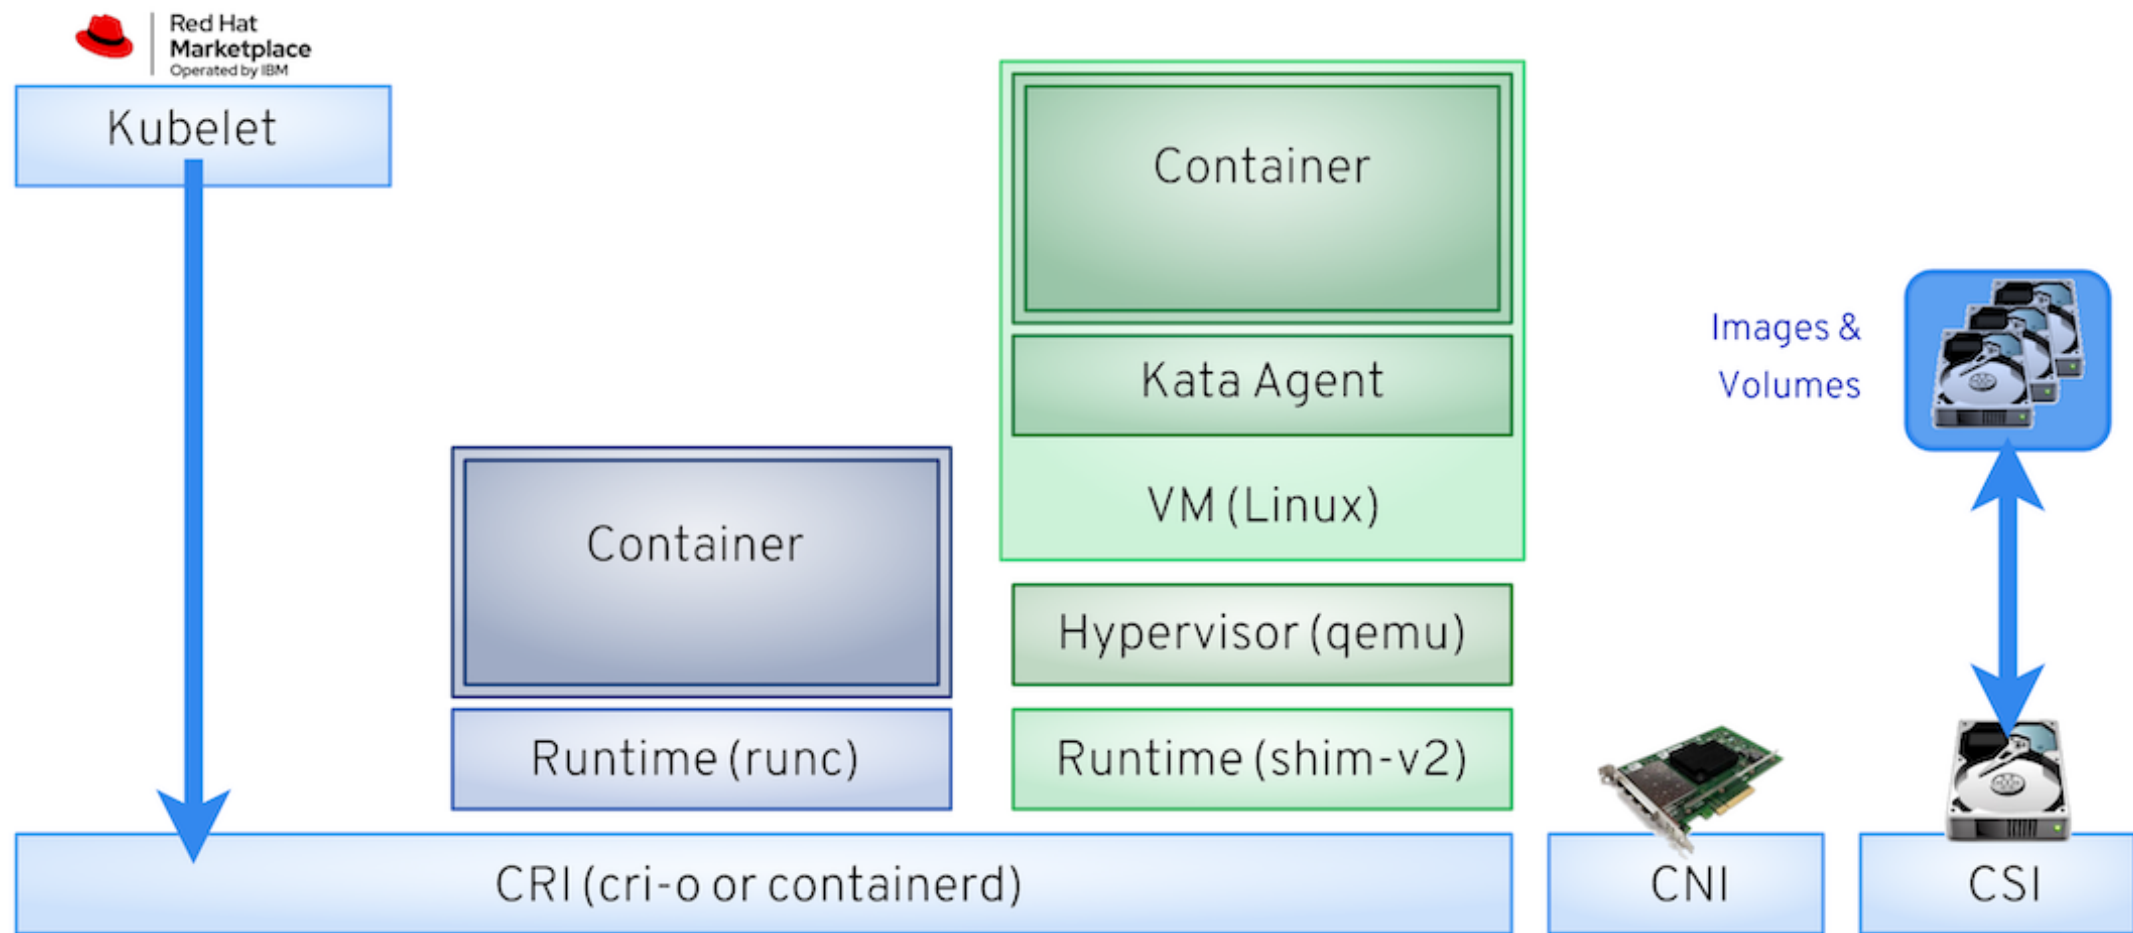 Red Hat
Marketplace
Operated by IBM
Kubelet
Container
Kata Agent
VM (Linux)
Hypervisor (qemu)
Runtime (shim-v2)
Container
Runtime (runc)
CRI (cri-o or containerd)
Images &
Volumes
CNI
CSI